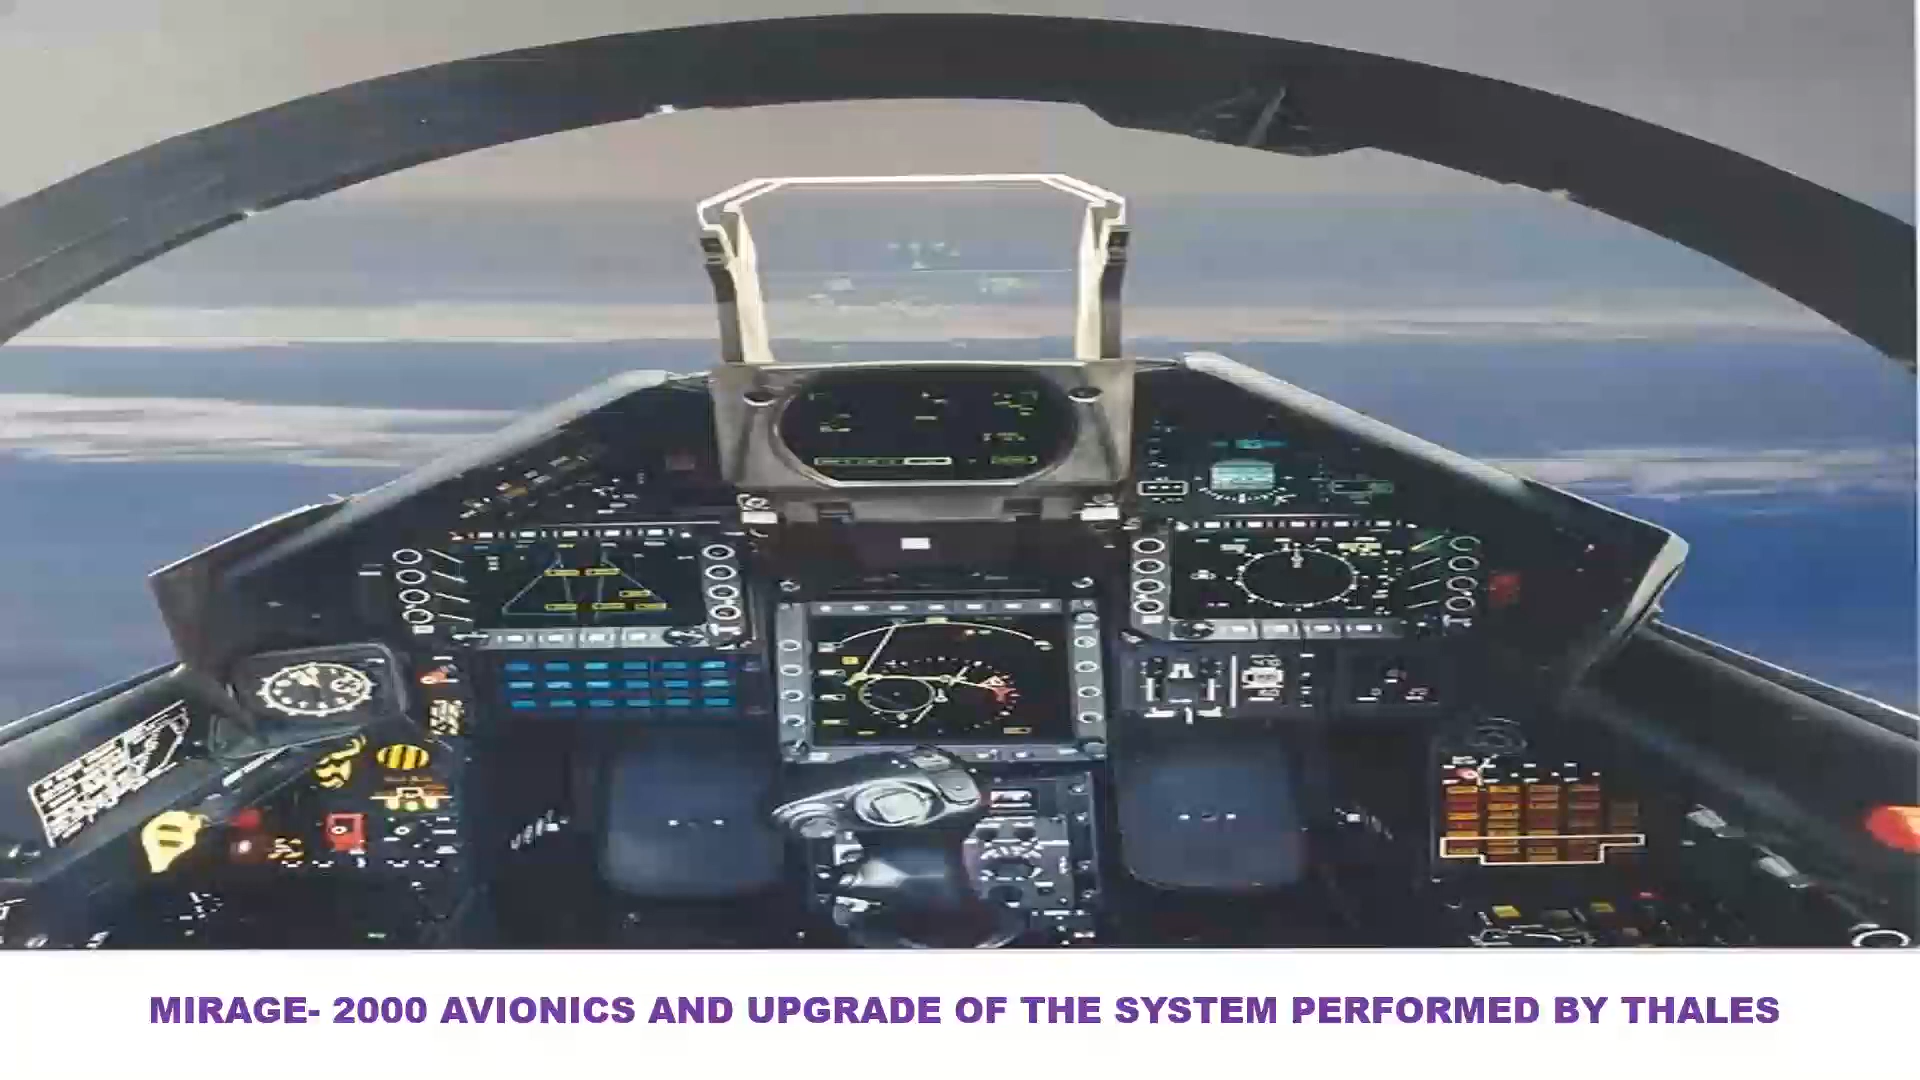 MIRAGE- 2000 AVIONICS AND UPGRADE OF THE SYSTEM PERFORMED BY THALES